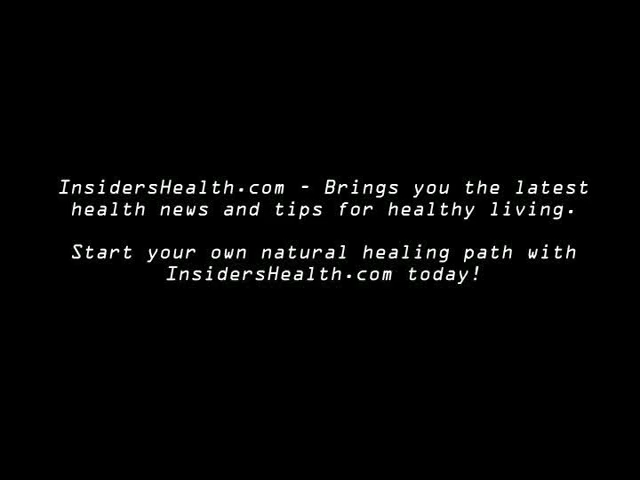 InsidersHealth.com - Brings you the latest
health news and tips for healthy living.
Start your own natural healing path with
InsidersHealth.com today!